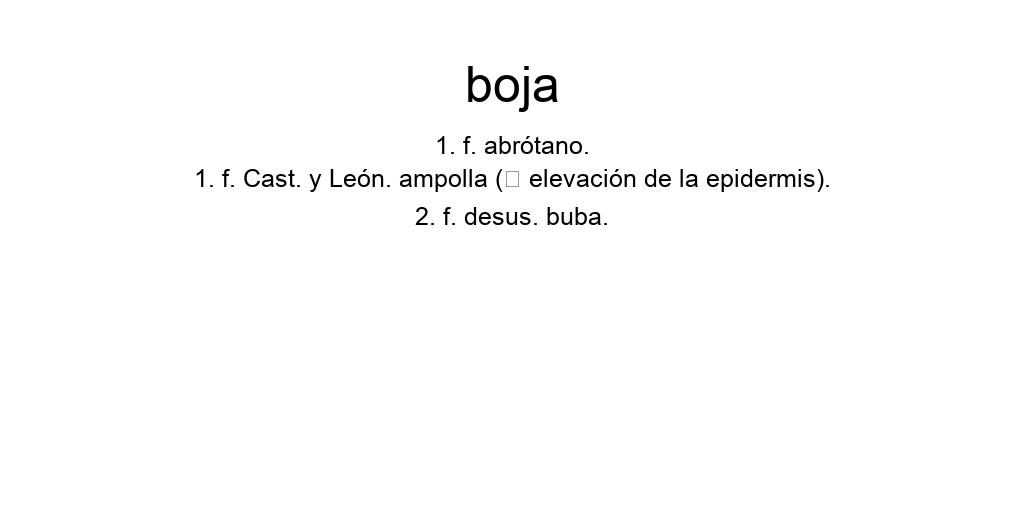 boja
1. f. abrótano.
1. f. Cast. y León. ampolla (□ elevación de la epidermis).
2. f. desus. buba.